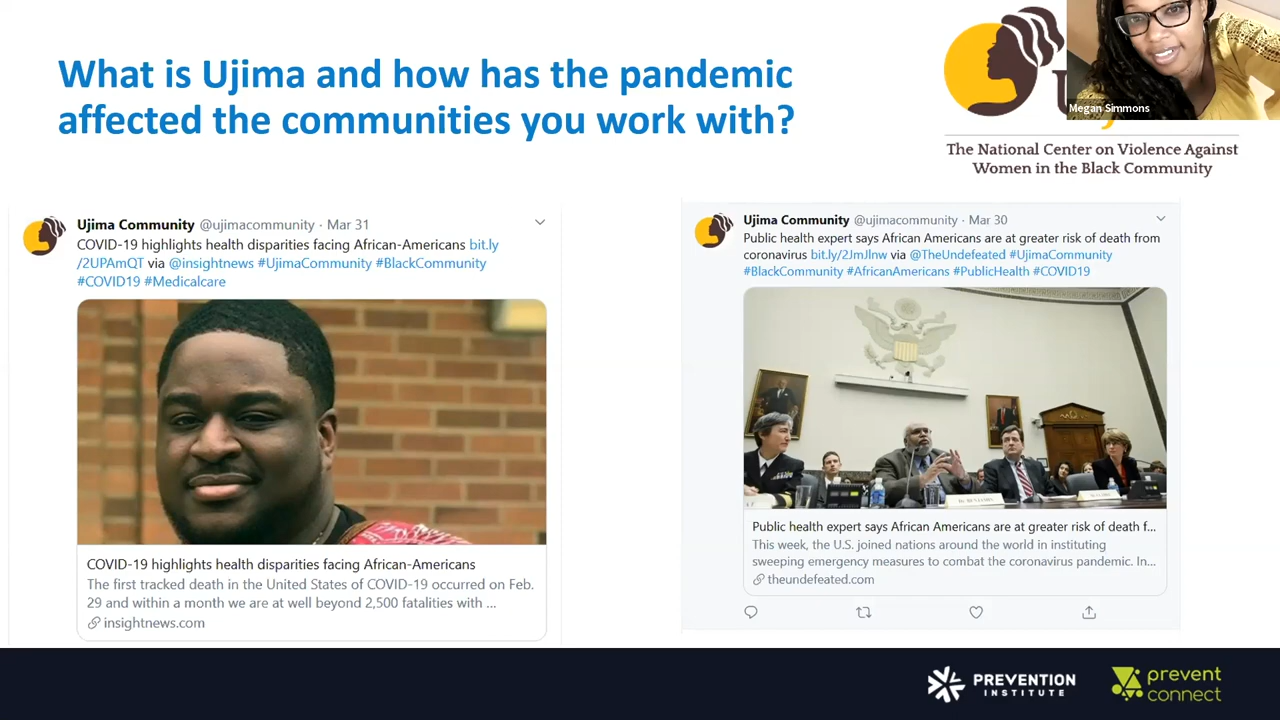 What is Ujima and how has the pandemic
affected the communities you work with?
Megan Simmons
The National Center on Violence Against
Women in the Black Community
Ujima Community @ujimacommunity · Mar 31
COVID-19 highlights health disparities facing African-Americans bit.ly
/2UPAmQT via @insightnews #UjimaCommunity #BlackCommunity
#COVID19 #Medicalcare
COVID-19 highlights health disparities facing African-Americans
The first tracked death in the United States of COVID-19 occurred on Feb.
29 and within a month we are at well beyond 2,500 fatalities with ...
insightnews.com
Ujima Community @ujimacommunity · Mar 30
Public health expert says African Americans are at greater risk of death from
coronavirus bit.ly/2JmJlnw via @TheUndefeated #UjimaCommunity
#BlackCommunity #AfricanAmericans #PublicHealth #COVID19
Public health expert says African Americans are at greater risk of death f...
This week, the U.S. joined nations around the world in instituting
sweeping emergency measures to combat the coronavirus pandemic. In...
theundefeated.com
PREVENTION
INSTITUTE
prevent
connect